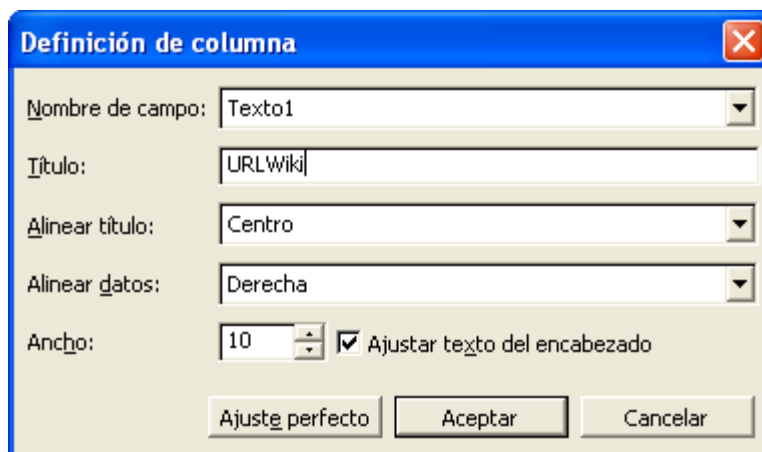 Definición de columna
Nombre de campo: Texto1
Título: URLWiki
Alinear título: Centro
Alinear datos: Derecha
Ancho: 10 Ajustar texto del encabezado
Ajuste perfecto Aceptar Cancelar